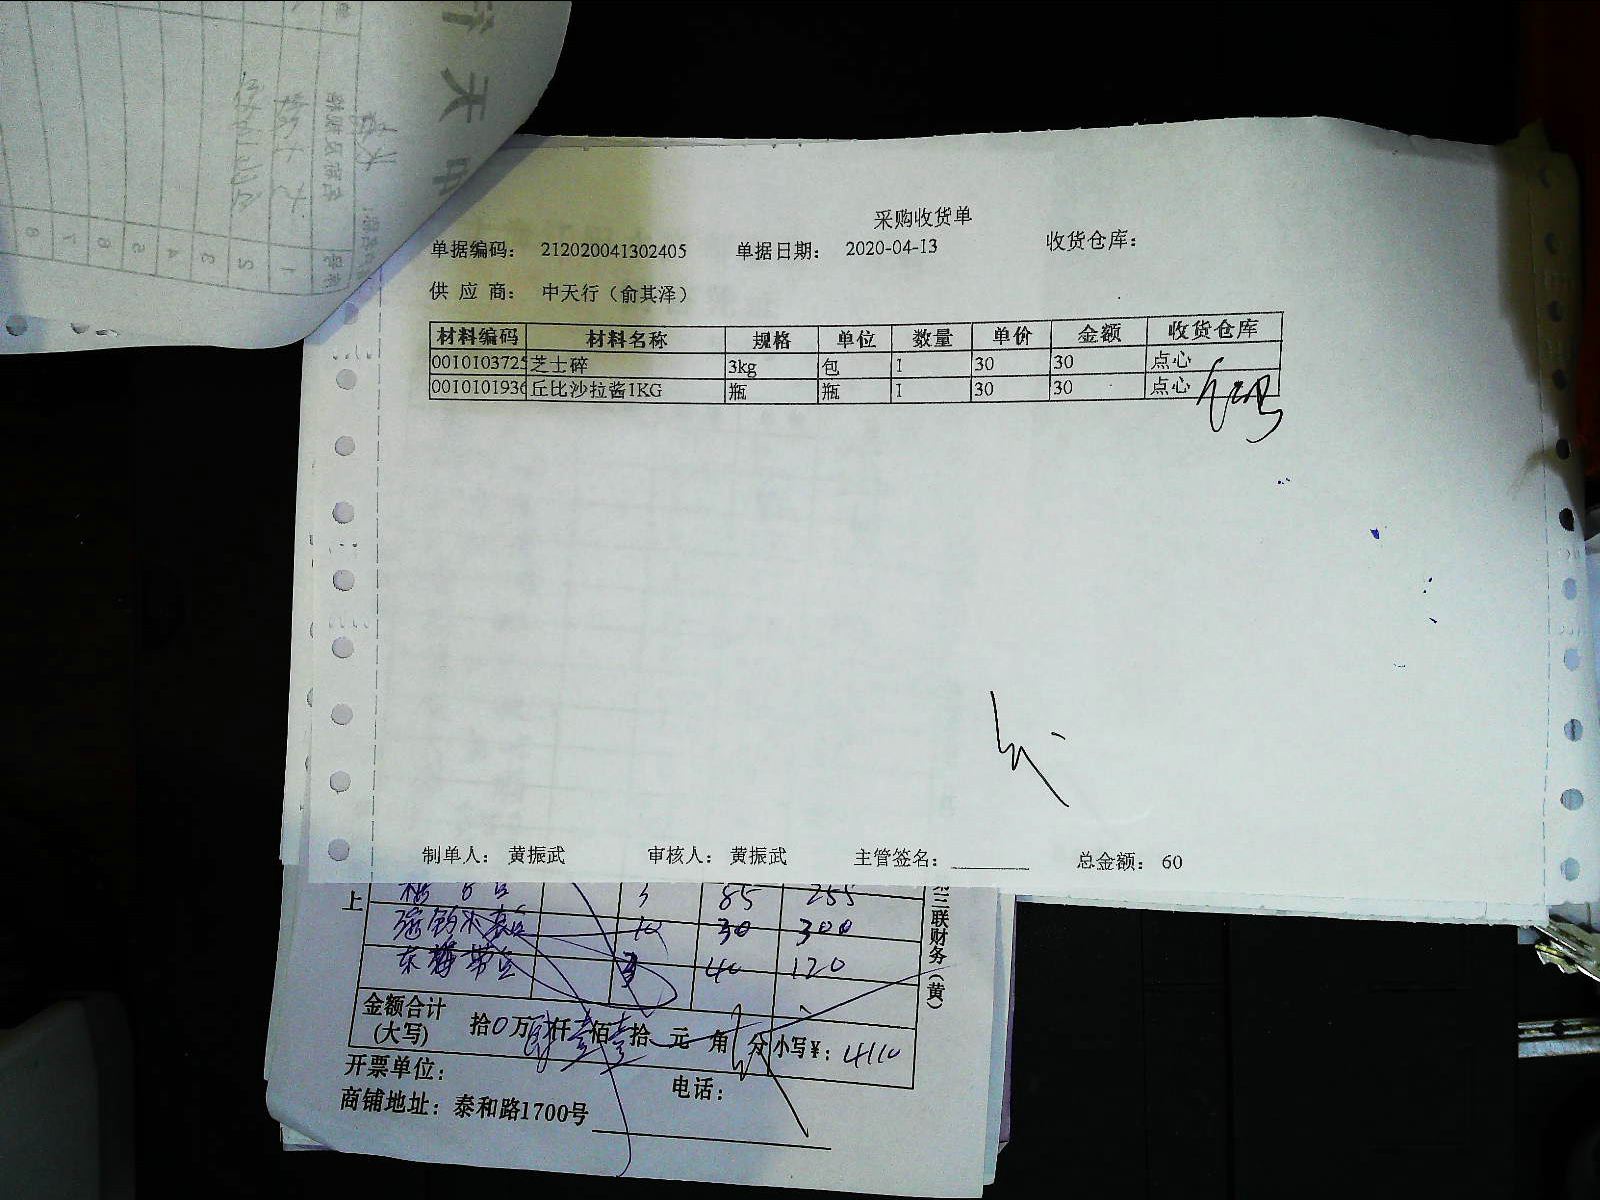 采购收货单
单据编码: 212020041302405 单据日期: 2020-04-13 收货仓库:
供应商: 中天行（俞其泽）
材料编码 材料名称 规格 单位 数量 单价 金额 收货仓库
0010103725 芝士碎 3kg 包 1 30 30 点心
001010193 丘比沙拉酱1KG 瓶 瓶 1 30 30 点心
制单人: 黄振武 审核人: 黄振武 主管签名: 总金额: 60
上
3 85 255
10 30 300
40 120
三联财务（黄）
金额合计(大写) 拾0万 仟 佰 拾 元 角 分 小写¥: 4110
开票单位: 电话:
商铺地址: 泰和路1700号